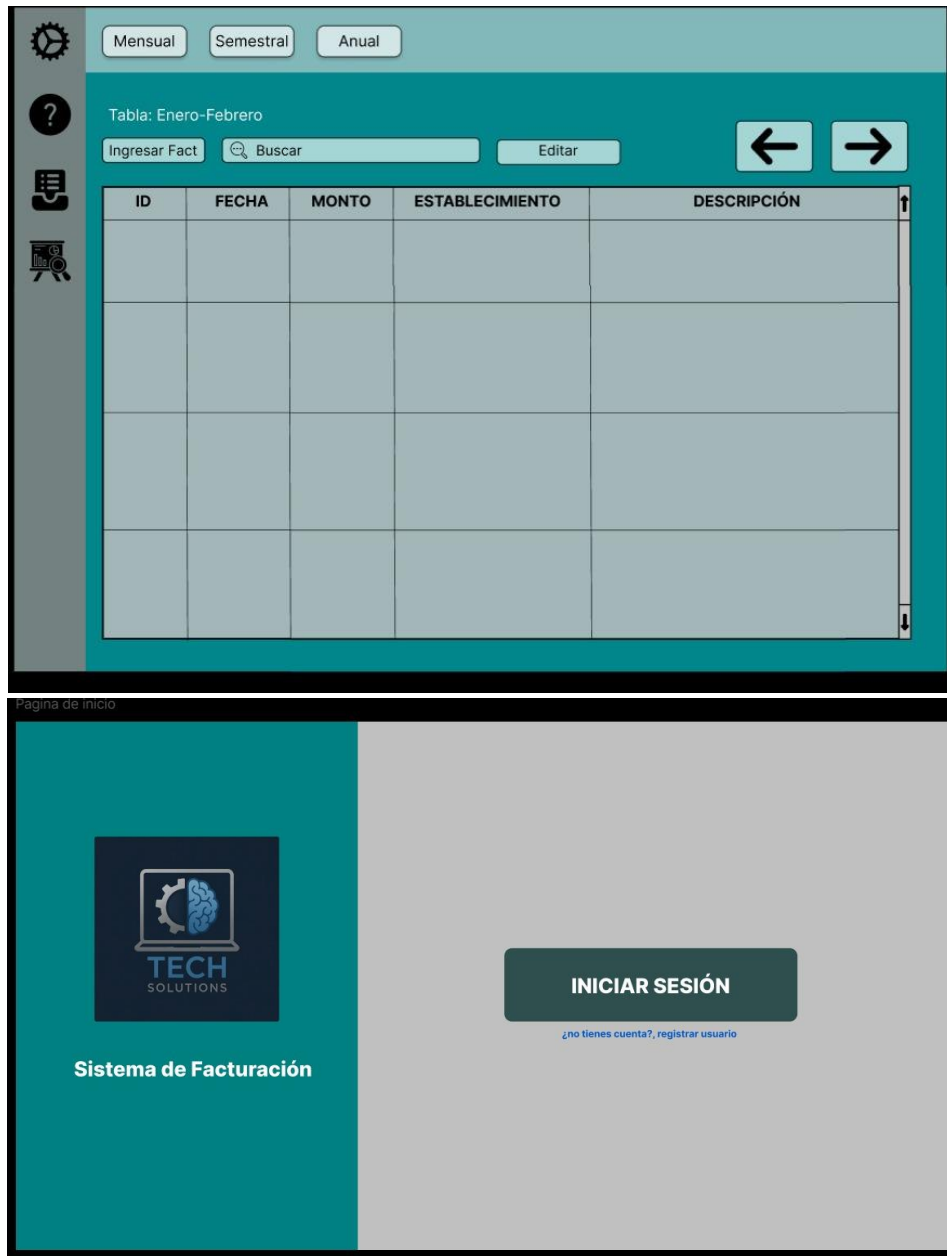 Mensual Semestral Anual
?
Tabla: Enero-Febrero
Ingresar Fact Buscar Editar
ID FECHA MONTO ESTABLECIMIENTO DESCRIPCIÓN
Pagina de inicio
TECH
SOLUTIONS
INICIAR SESIÓN
¿no tienes cuenta?, registrar usuario
Sistema de Facturación